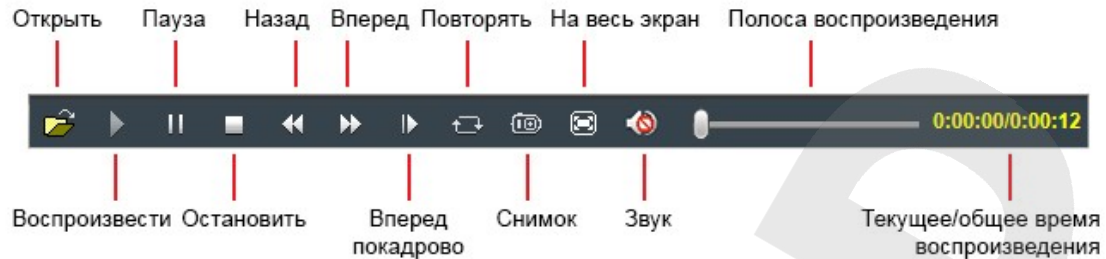 Открыть Пауза Назад Вперед Повторять На весь экран Полоса воспроизведения
0:00:00/0:00:12
Воспроизвести Остановить Вперед покадрово Снимок Звук Текущее/общее время воспроизведения